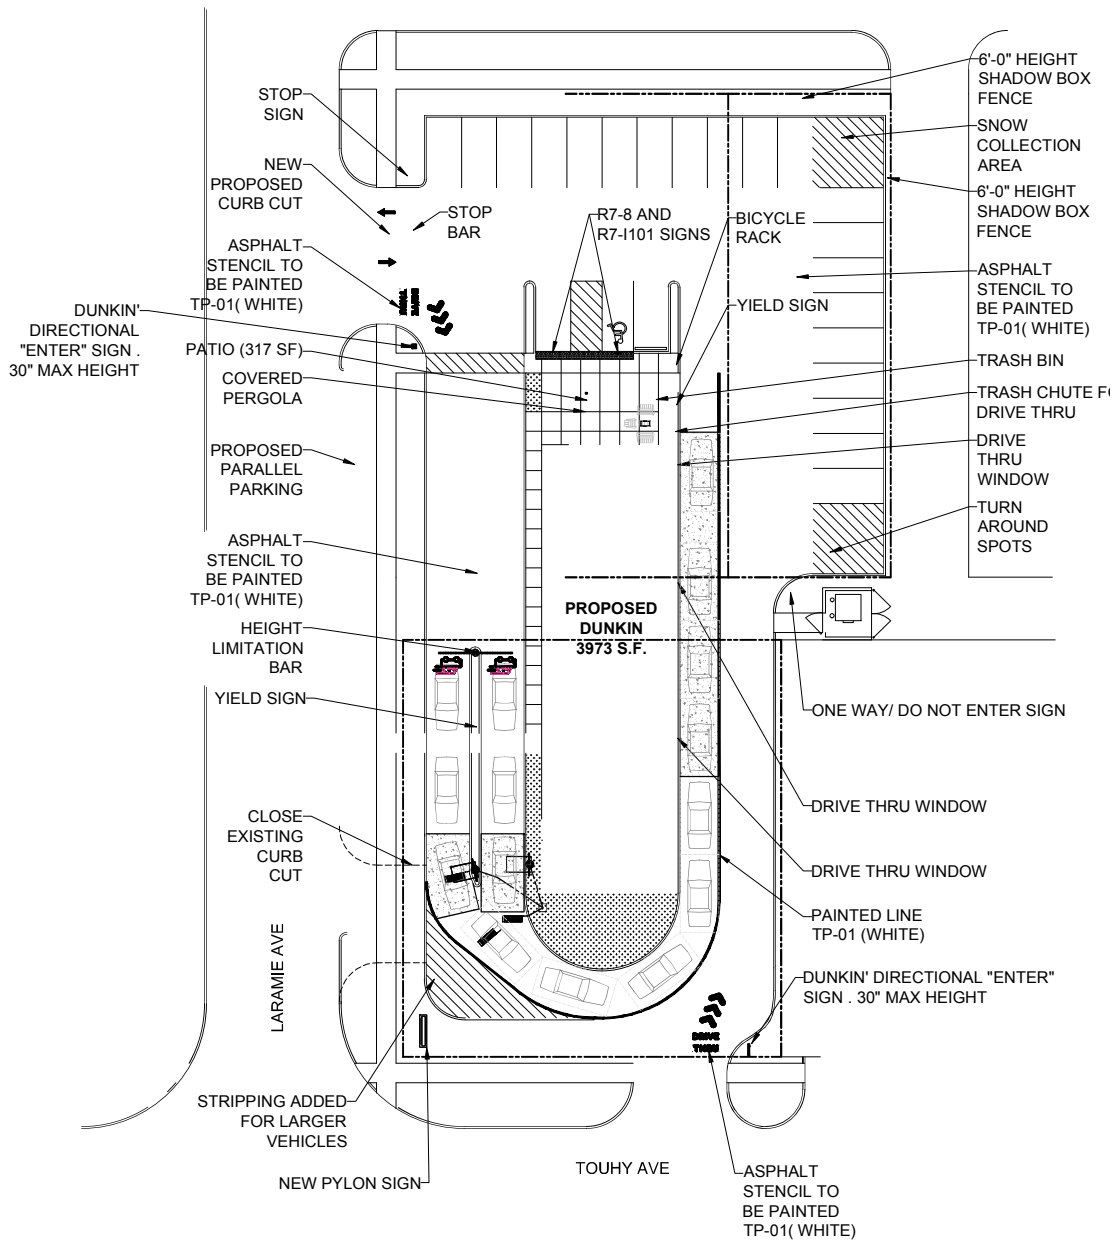 STOP
SIGN
NEW
PROPOSED
CURB CUT
STOP
BAR
ASPHALT
STENCIL TO
BE PAINTED
TP-01( WHITE)
DUNKIN'
DIRECTIONAL
"ENTER" SIGN .
30" MAX HEIGHT
PATIO (317 SF)
COVERED
PERGOLA
PROPOSED
PARALLEL
PARKING
ASPHALT
STENCIL TO
BE PAINTED
TP-01( WHITE)
HEIGHT
LIMITATION
BAR
YIELD SIGN
CLOSE
EXISTING
CURB
CUT
LARAMIE AVE
STRIPPING ADDED
FOR LARGER
VEHICLES
NEW PYLON SIGN
R7-8 AND
R7-I101 SIGNS
BICYCLE
RACK
YIELD SIGN
PROPOSED
DUNKIN
3973 S.F.
6'-0" HEIGHT
SHADOW BOX
FENCE
SNOW
COLLECTION
AREA
6'-0" HEIGHT
SHADOW BOX
FENCE
ASPHALT
STENCIL TO
BE PAINTED
TP-01( WHITE)
TRASH BIN
TRASH CHUTE FO
DRIVE THRU
DRIVE
THRU
WINDOW
TURN
AROUND
SPOTS
ONE WAY/ DO NOT ENTER SIGN
DRIVE THRU WINDOW
DRIVE THRU WINDOW
PAINTED LINE
TP-01 (WHITE)
DUNKIN' DIRECTIONAL "ENTER"
SIGN . 30" MAX HEIGHT
DRIVE
THRU
TOUHY AVE
ASPHALT
STENCIL TO
BE PAINTED
TP-01( WHITE)